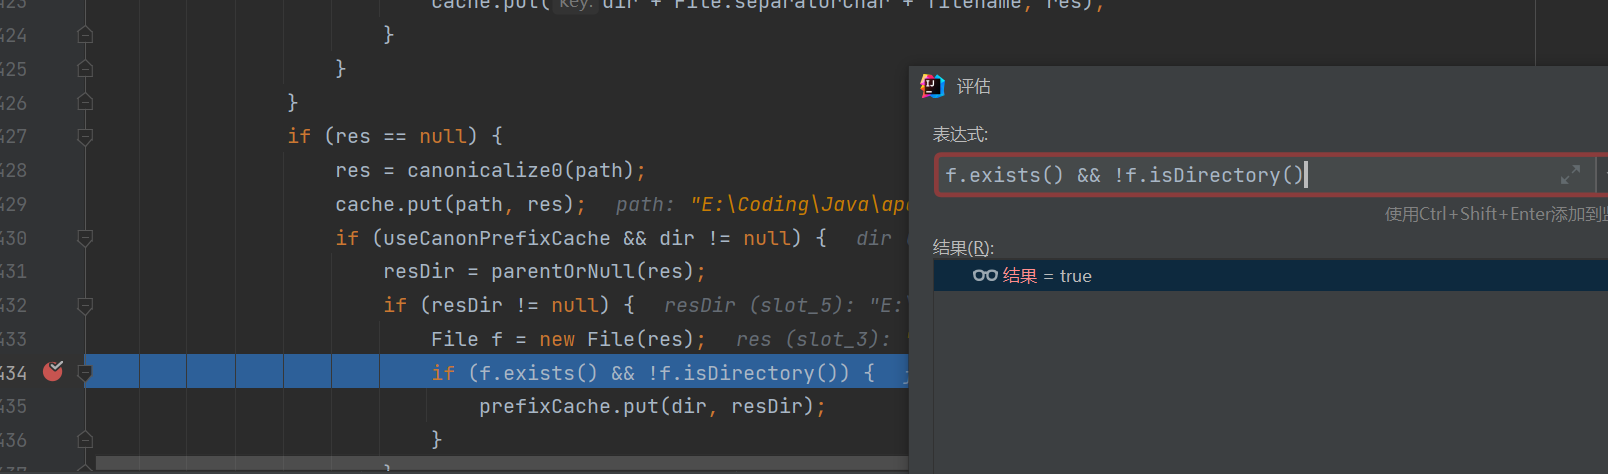 423 cache.put( key: dir + File.separatorChar + filename, res);
424 }
425 }
426 }
427 if (res == null) {
428 res = canonicalize0(path);
429 cache.put(path, res); path: "E:\Coding\Java\apa
430 if (useCanonPrefixCache && dir != null) { dir (
431 resDir = parentOrNull(res);
432 if (resDir != null) { resDir (slot_5): "E:\
433 File f = new File(res); res (slot_3): "
434 if (f.exists() && !f.isDirectory()) {
435 prefixCache.put(dir, resDir);
436 }
437 }
评估
表达式:
f.exists() && !f.isDirectory()
使用Ctrl+Shift+Enter添加到
结果(R):
结果 = true